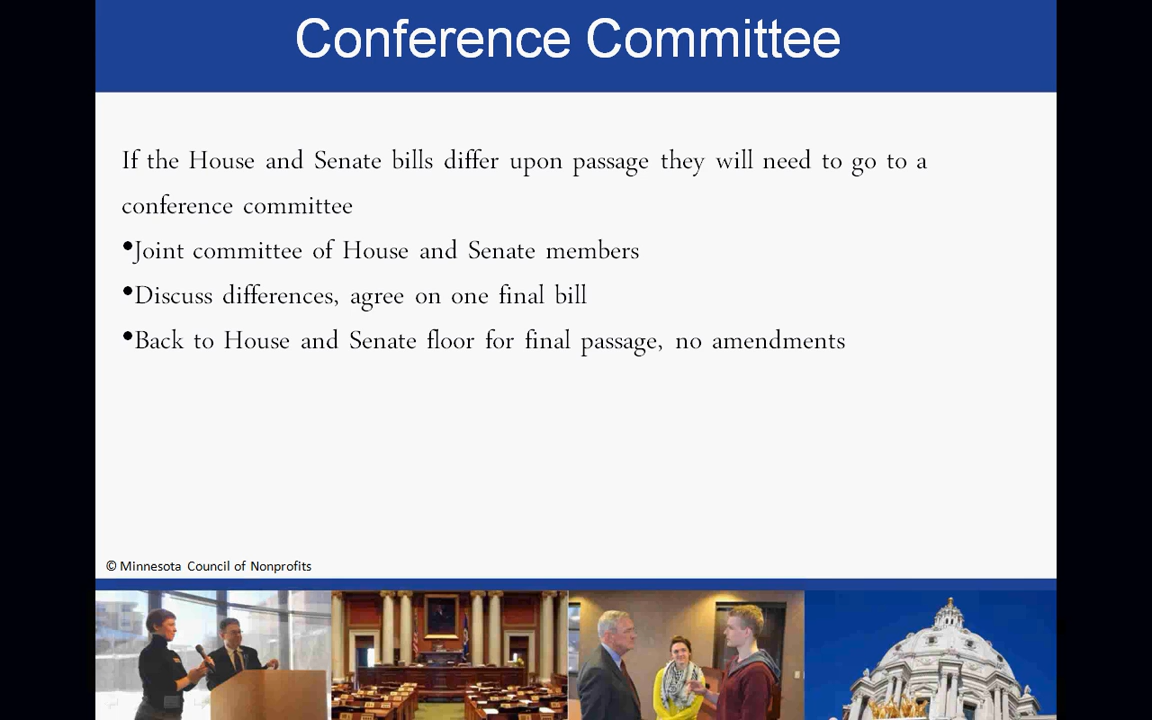 Conference Committee
If the House and Senate bills differ upon passage they will need to go to a
conference committee
•Joint committee of House and Senate members
•Discuss differences, agree on one final bill
•Back to House and Senate floor for final passage, no amendments
© Minnesota Council of Nonprofits